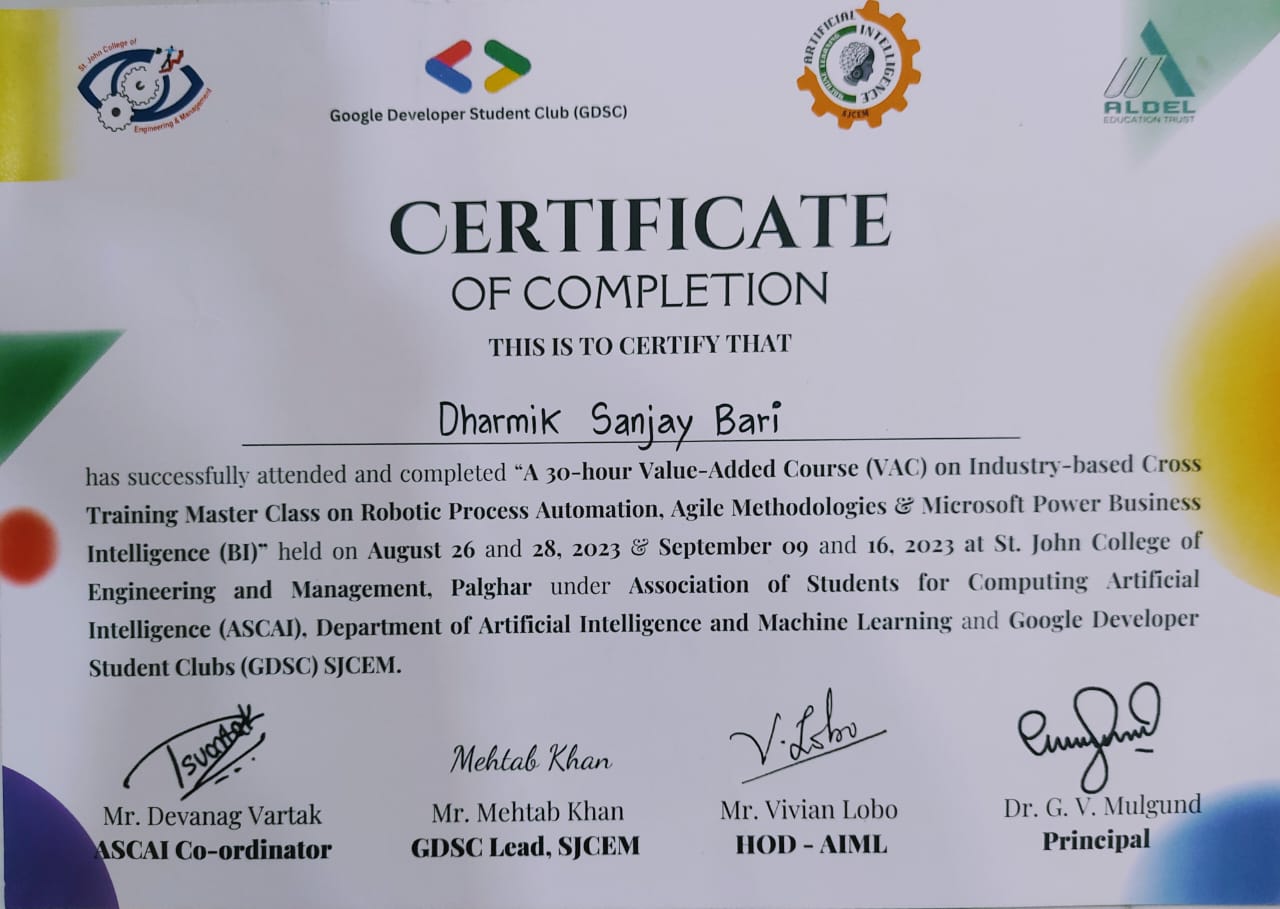 St. John College of
Engineering & Management
Google Developer Student Club (GDSC)
ARTIFICIAL INTELLIGENCE
MACHINE LEARNING
SJCEM
ALDEL
EDUCATION TRUST
CERTIFICATE
OF COMPLETION
THIS IS TO CERTIFY THAT
Dharmik Sanjay Bari
has successfully attended and completed “A 30-hour Value-Added Course (VAC) on Industry-based Cross
Training Master Class on Robotic Process Automation, Agile Methodologies & Microsoft Power Business
Intelligence (BI)” held on August 26 and 28, 2023 & September 09 and 16, 2023 at St. John College of
Engineering and Management, Palghar under Association of Students for Computing Artificial
Intelligence (ASCAI), Department of Artificial Intelligence and Machine Learning and Google Developer
Student Clubs (GDSC) SJCEM.
Mehtab Khan
V. Lobo
Mr. Devanag Vartak
Mr. Mehtab Khan
Mr. Vivian Lobo
Dr. G. V. Mulgund
ASCAI Co-ordinator
GDSC Lead, SJCEM
HOD - AIML
Principal